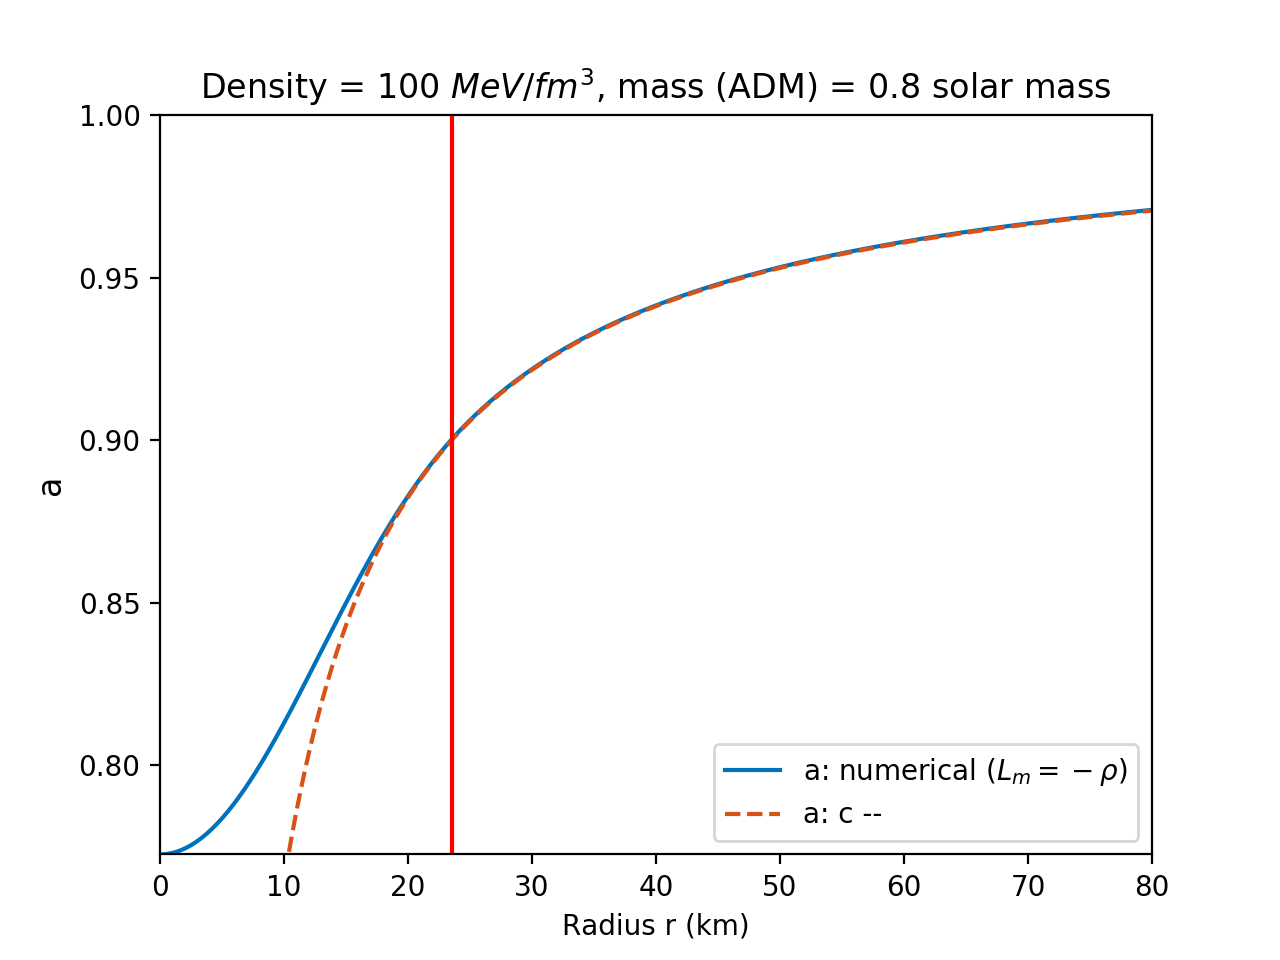 Density = 100 MeV/fm³, mass (ADM) = 0.8 solar mass
1.00
0.95
0.90
0.85
0.80
a
0 10 20 30 40 50 60 70 80
Radius r (km)
a: numerical (Lₘ = −ρ)
a: c --